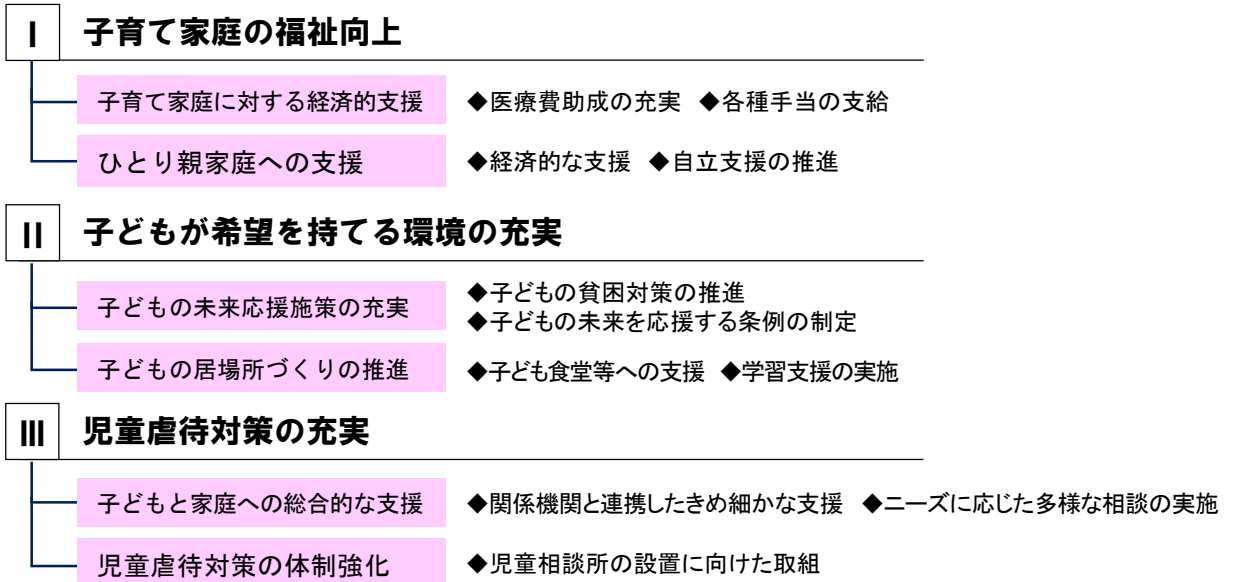 I 子育て家庭の福祉向上
子育て家庭に対する経済的支援 ◆医療費助成の充実 ◆各種手当の支給
ひとり親家庭への支援 ◆経済的な支援 ◆自立支援の推進
II 子どもが希望を持てる環境の充実
子どもの未来応援施策の充実 ◆子どもの貧困対策の推進
◆子どもの未来を応援する条例の制定
子どもの居場所づくりの推進 ◆子ども食堂等への支援 ◆学習支援の実施
III 児童虐待対策の充実
子どもと家庭への総合的な支援 ◆関係機関と連携したきめ細かな支援 ◆ニーズに応じた多様な相談の実施
児童虐待対策の体制強化 ◆児童相談所の設置に向けた取組